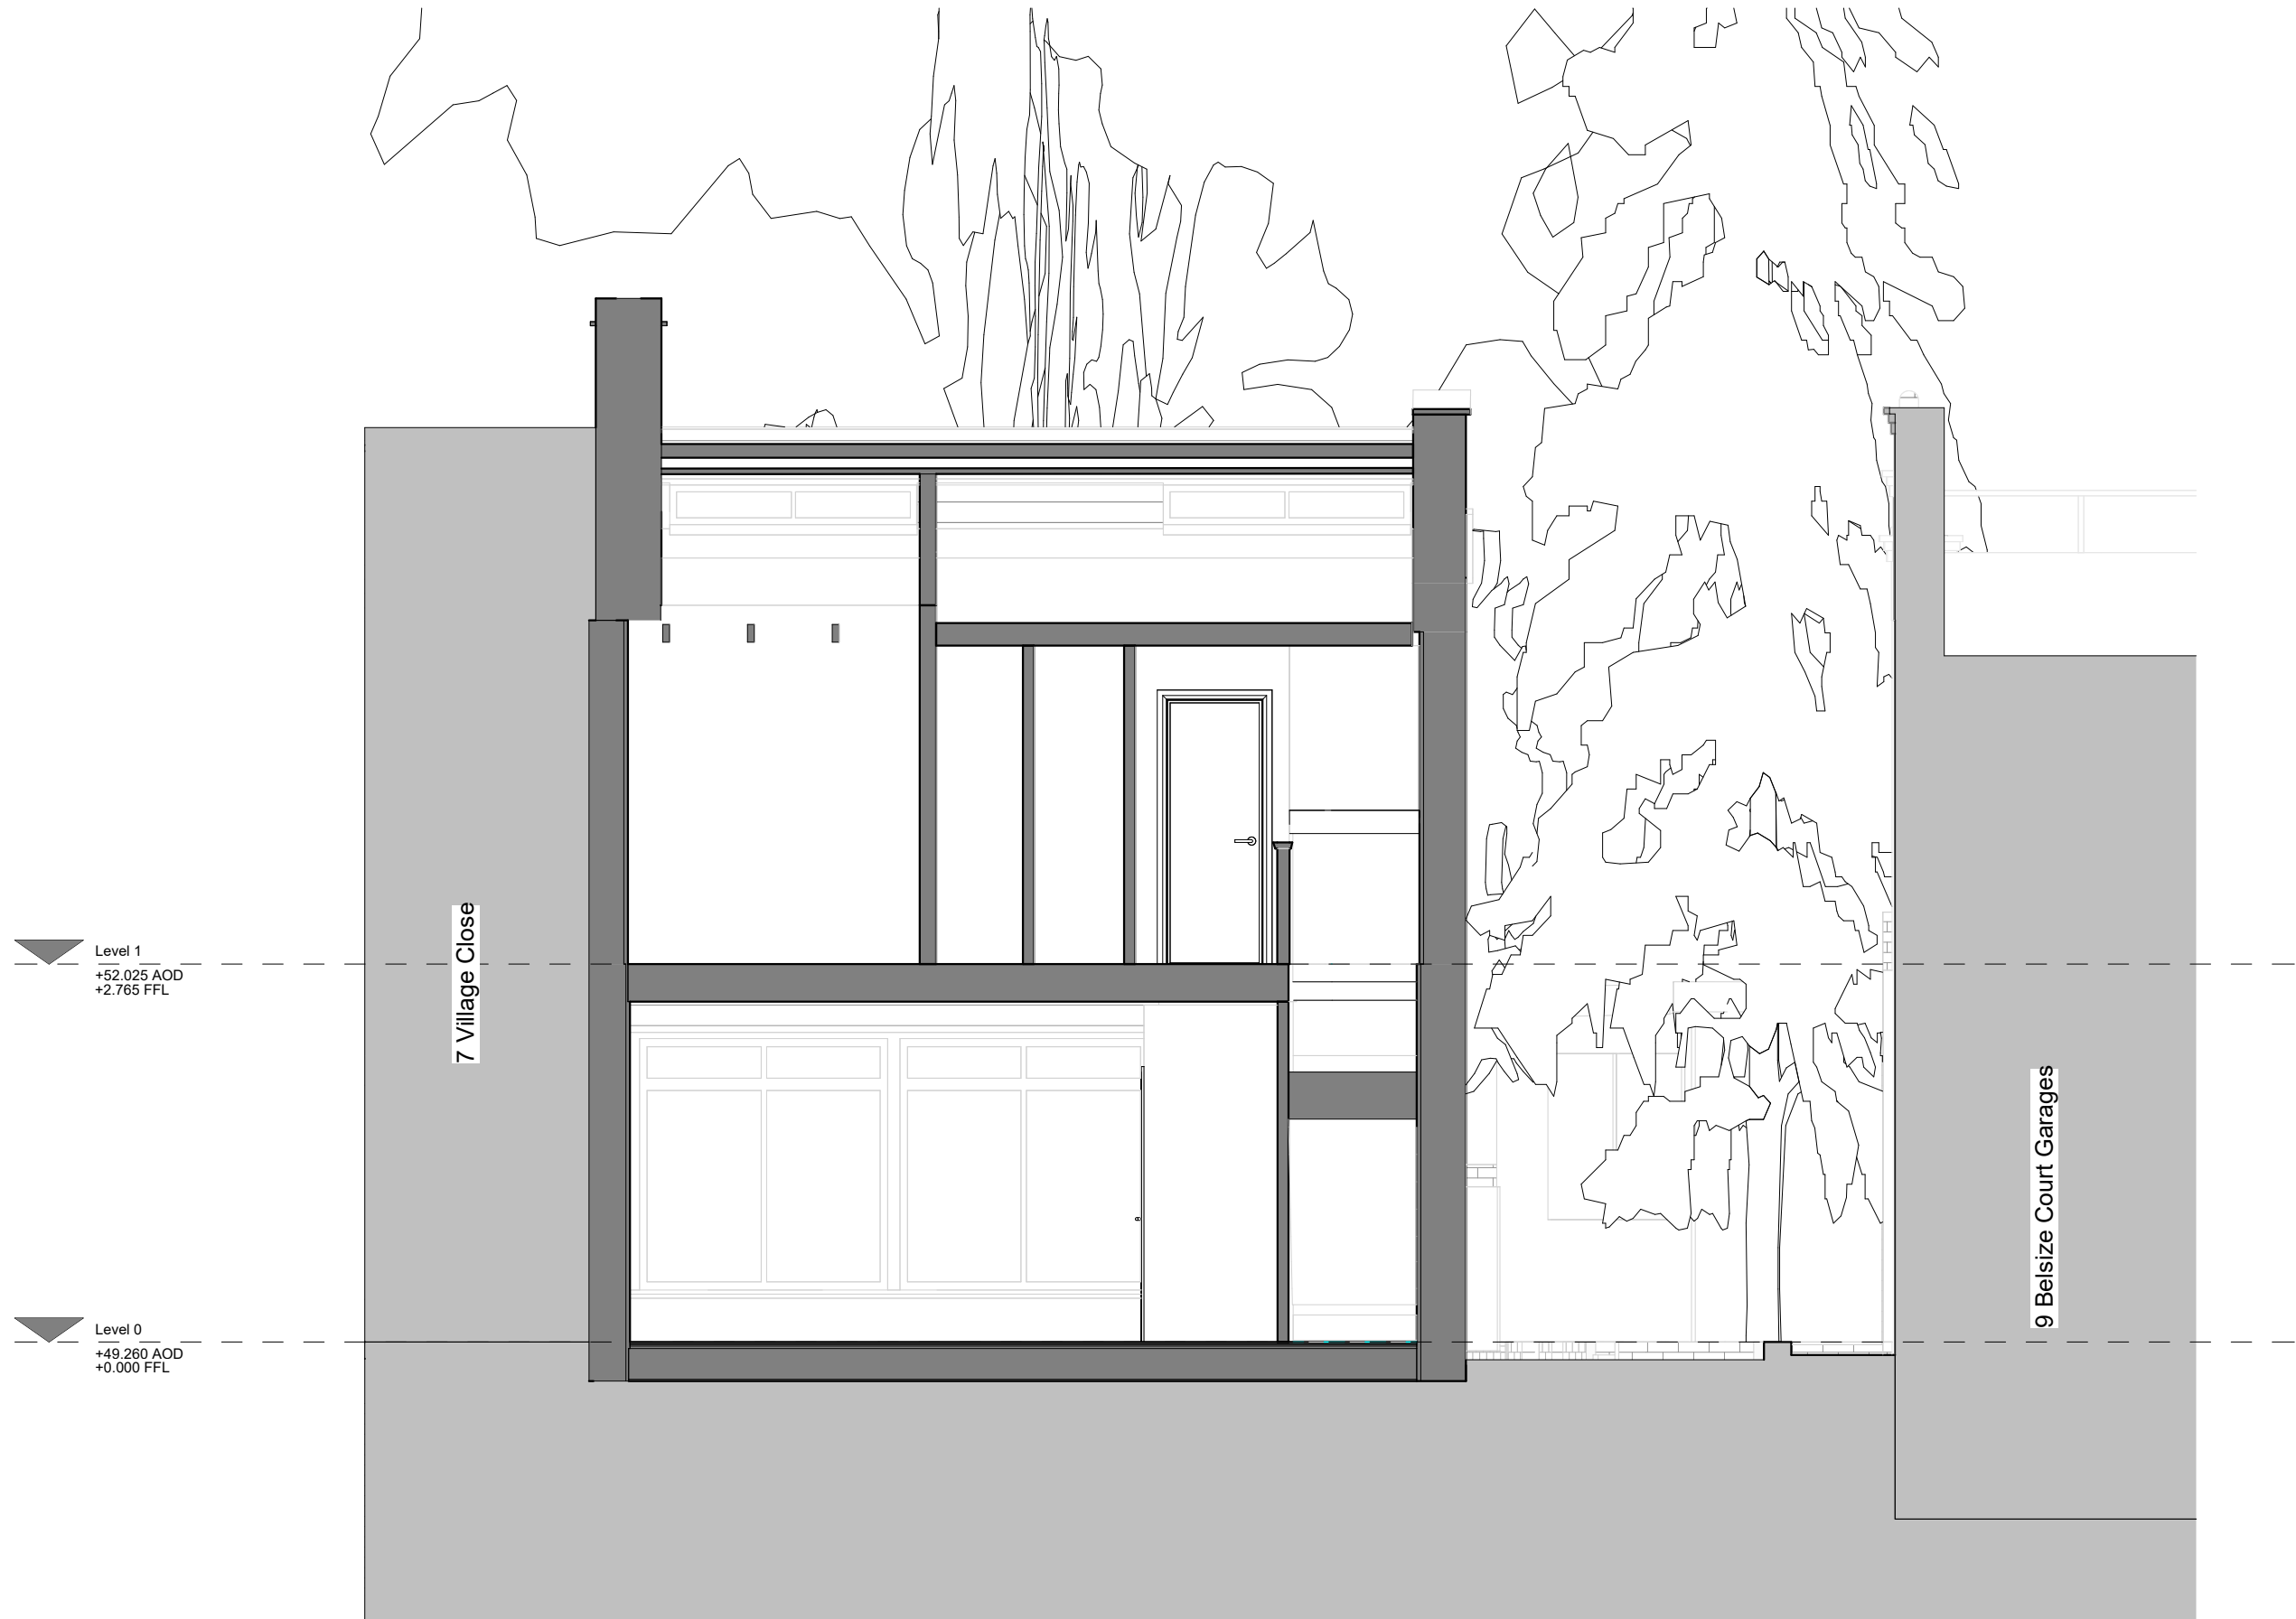 7 Village Close
Level 1
+52.025 AOD
+2.765 FFL
9 Belsize Court Garages
Level 0
+49.260 AOD
+0.000 FFL